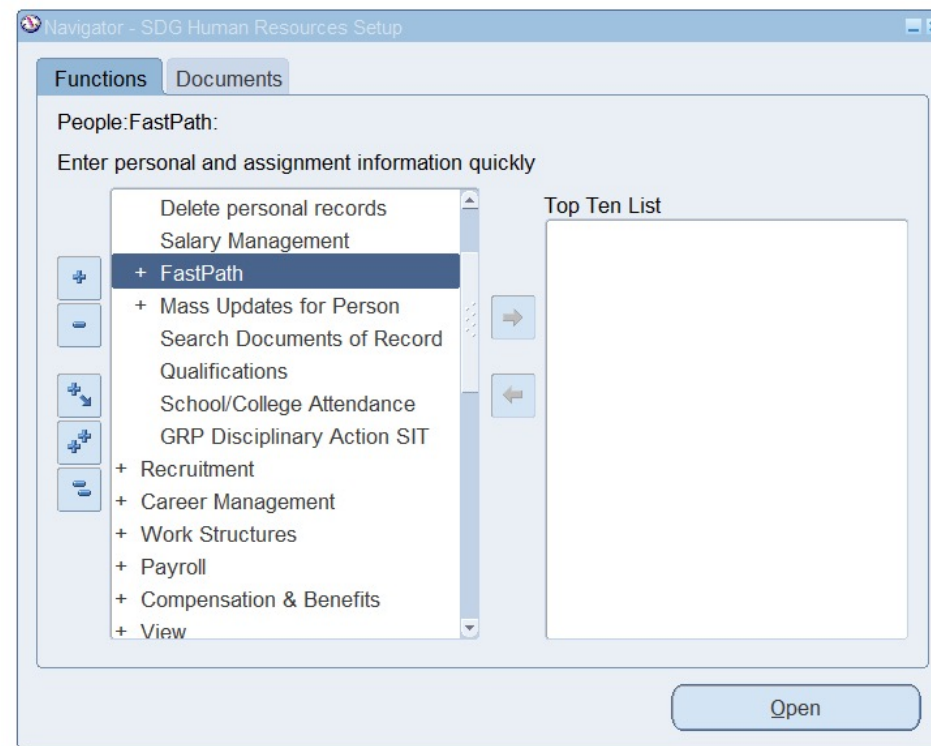 Navigator - SDG Human Resources Setup
Functions
Documents
People:FastPath:
Enter personal and assignment information quickly
Delete personal records
Salary Management
+ FastPath
+ Mass Updates for Person
Search Documents of Record
Qualifications
School/College Attendance
GRP Disciplinary Action SIT
+ Recruitment
+ Career Management
+ Work Structures
+ Payroll
+ Compensation & Benefits
+ View
Top Ten List
Open